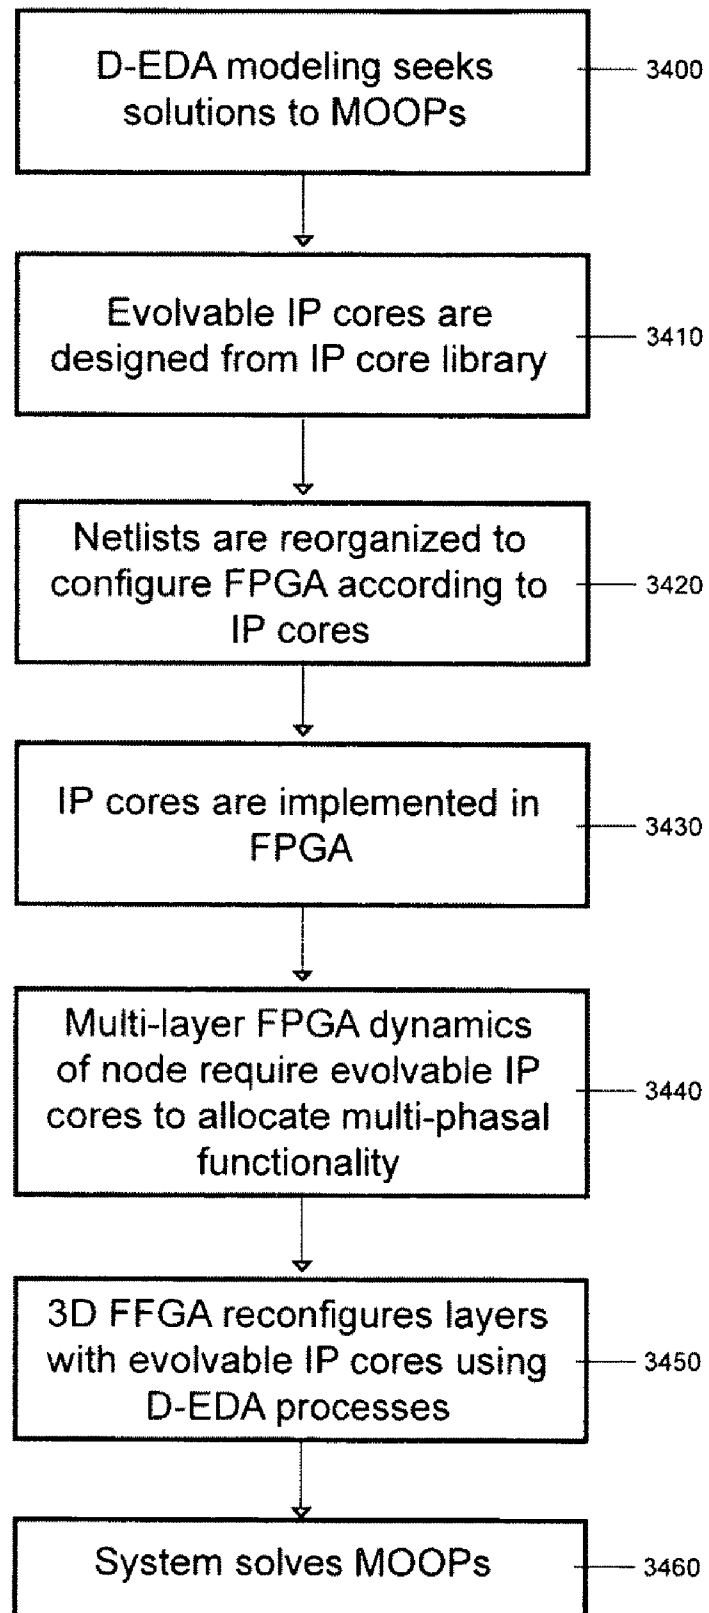 D-EDA modeling seeks
solutions to MOOPs
3400
Evolvable IP cores are
designed from IP core library
3410
Netlists are reorganized to
configure FPGA according to
IP cores
3420
IP cores are implemented in
FPGA
3430
Multi-layer FPGA dynamics
of node require evolvable IP
cores to allocate multi-phasal
functionality
3440
3D FFGA reconfigures layers
with evolvable IP cores using
D-EDA processes
3450
System solves MOOPs
3460